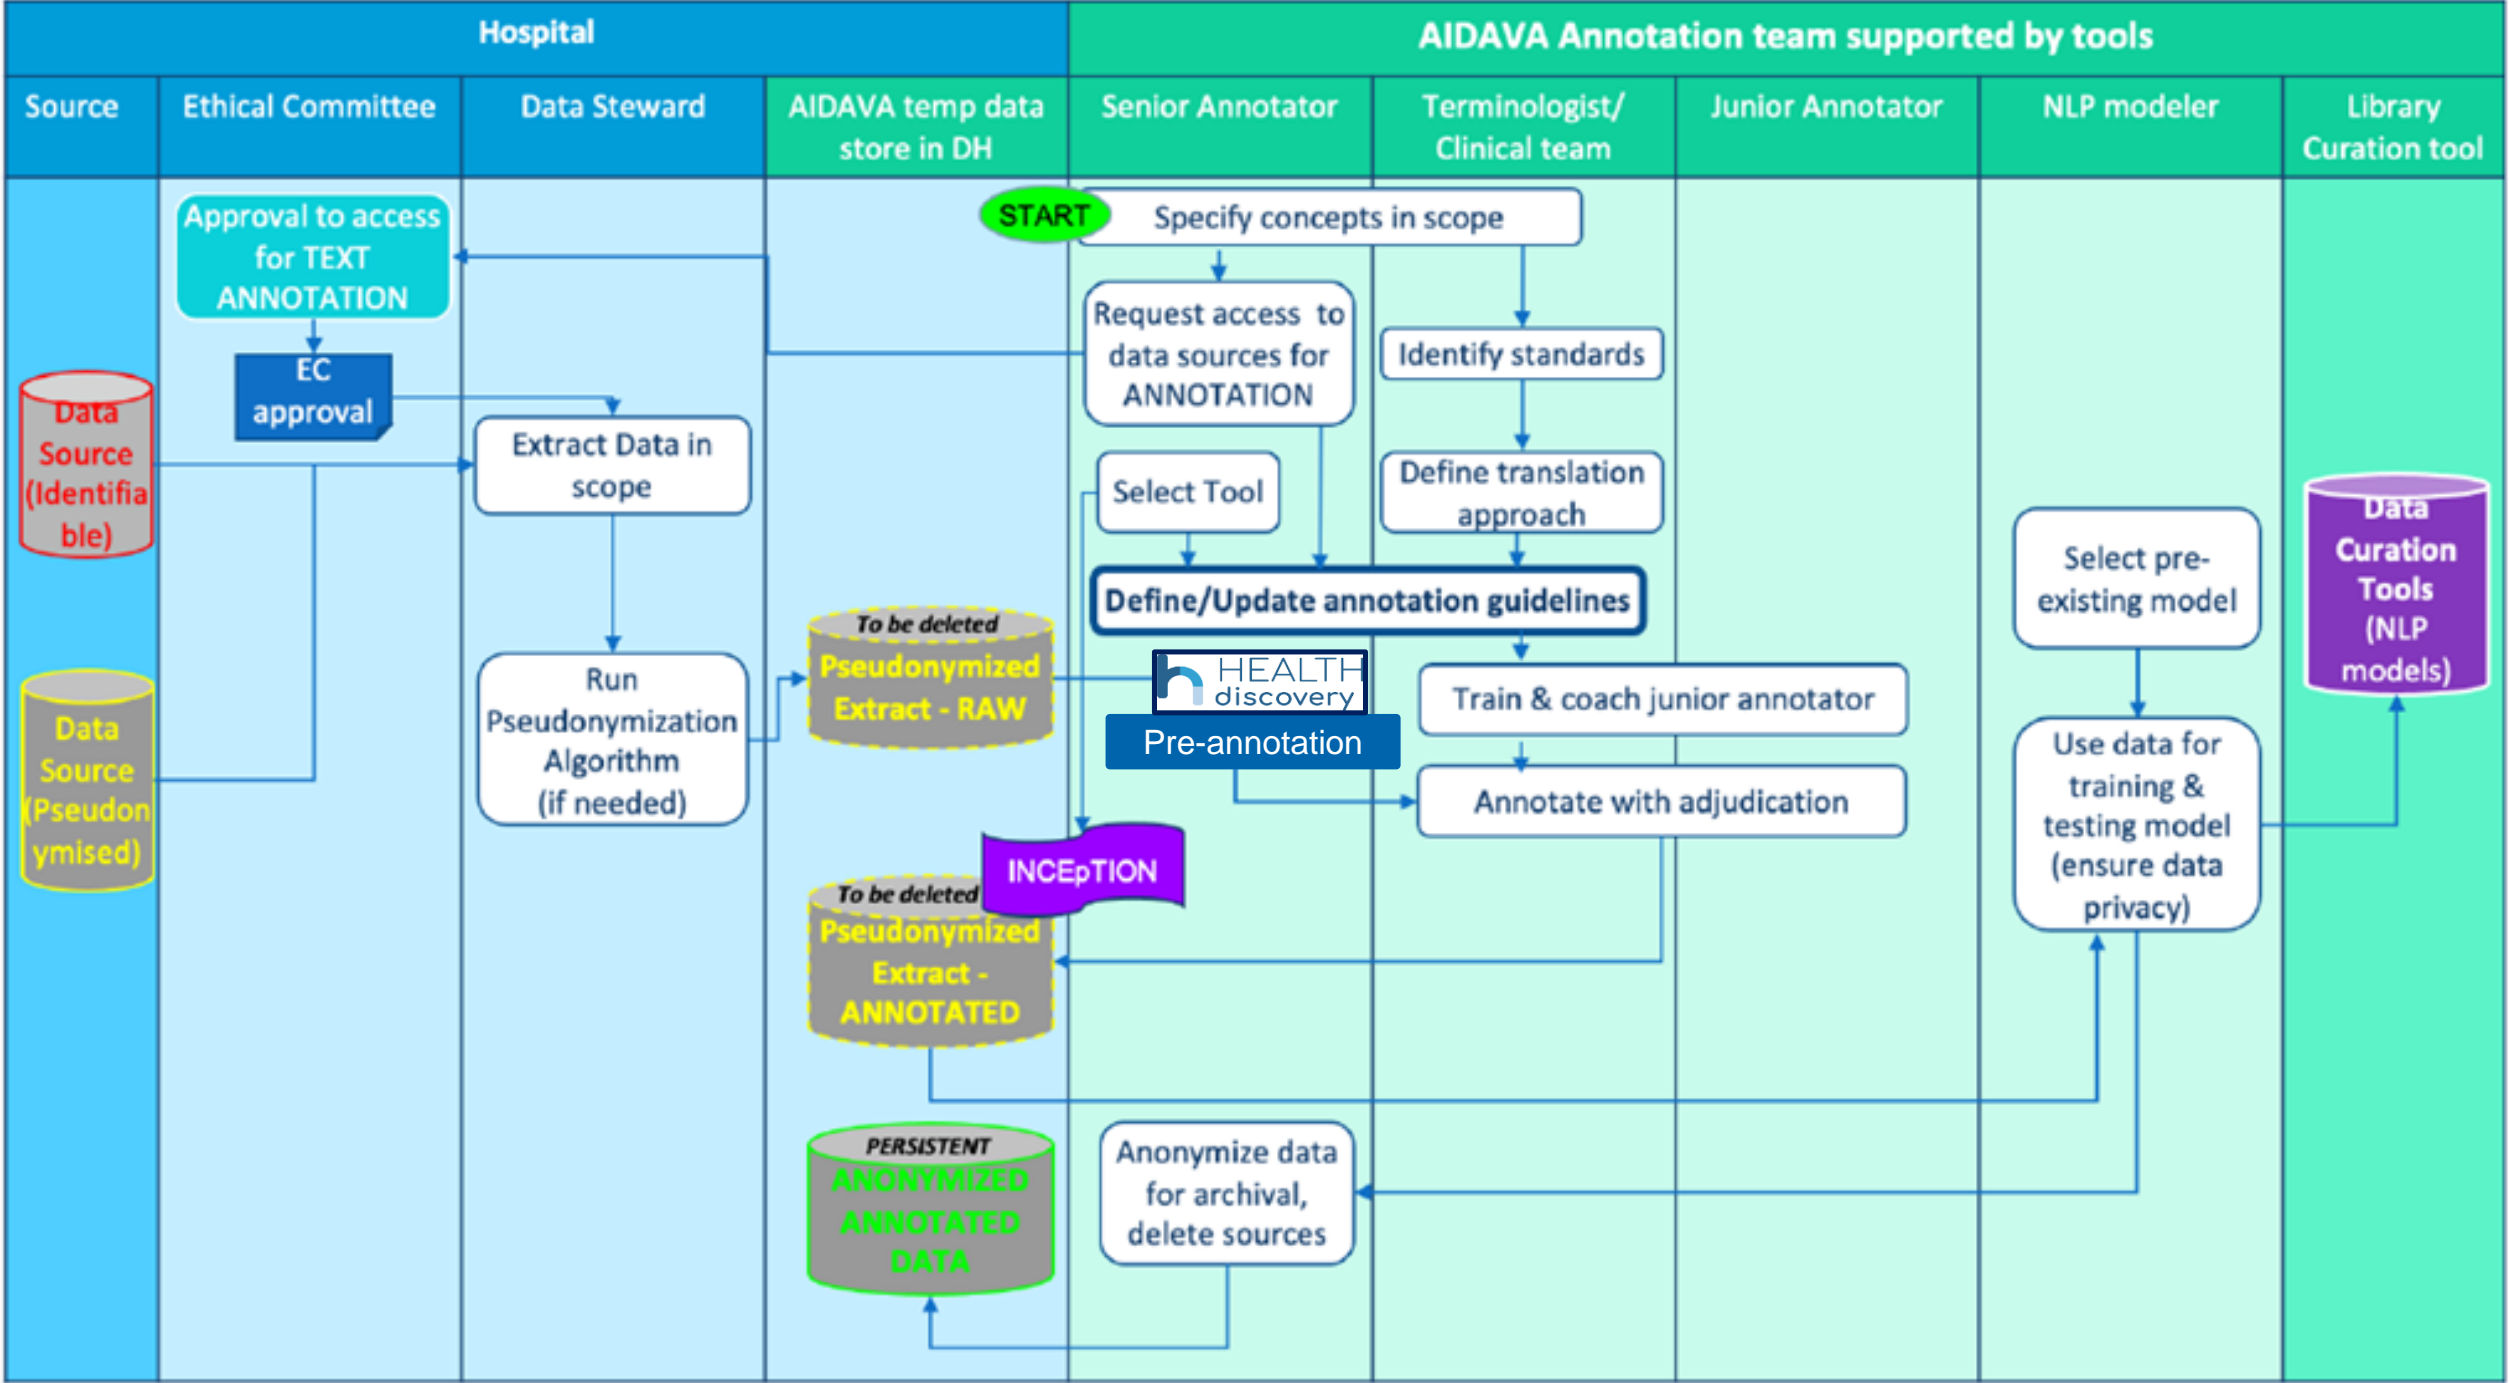 Hospital
AIDAVA Annotation team supported by tools
Source
Ethical Committee
Data Steward
AIDAVA temp data
store in DH
Senior Annotator
Terminologist/
Clinical team
Junior Annotator
NLP modeler
Library
Curation tool
Approval to access
for TEXT
ANNOTATION
START
Specify concepts in scope
Request access to
data sources for
ANNOTATION
Identify standards
EC
approval
Data
Source
(Identifia
ble)
Extract Data in
scope
Select Tool
Define translation
approach
Data
Curation
Tools
(NLP
models)
Select pre-
existing model
Define/Update annotation guidelines
To be deleted
Pseudonymized
Extract - RAW
Run
Pseudonymization
Algorithm
(if needed)
HEALTH
discovery
Pre-annotation
Train & coach junior annotator
Data
Source
(Pseudon
ymised)
Use data for
training &
testing model
(ensure data
privacy)
Annotate with adjudication
INCEpTION
To be deleted
Pseudonymized
Extract -
ANNOTATED
PERSISTENT
ANONYMIZED
ANNOTATED
DATA
Anonymize data
for archival,
delete sources